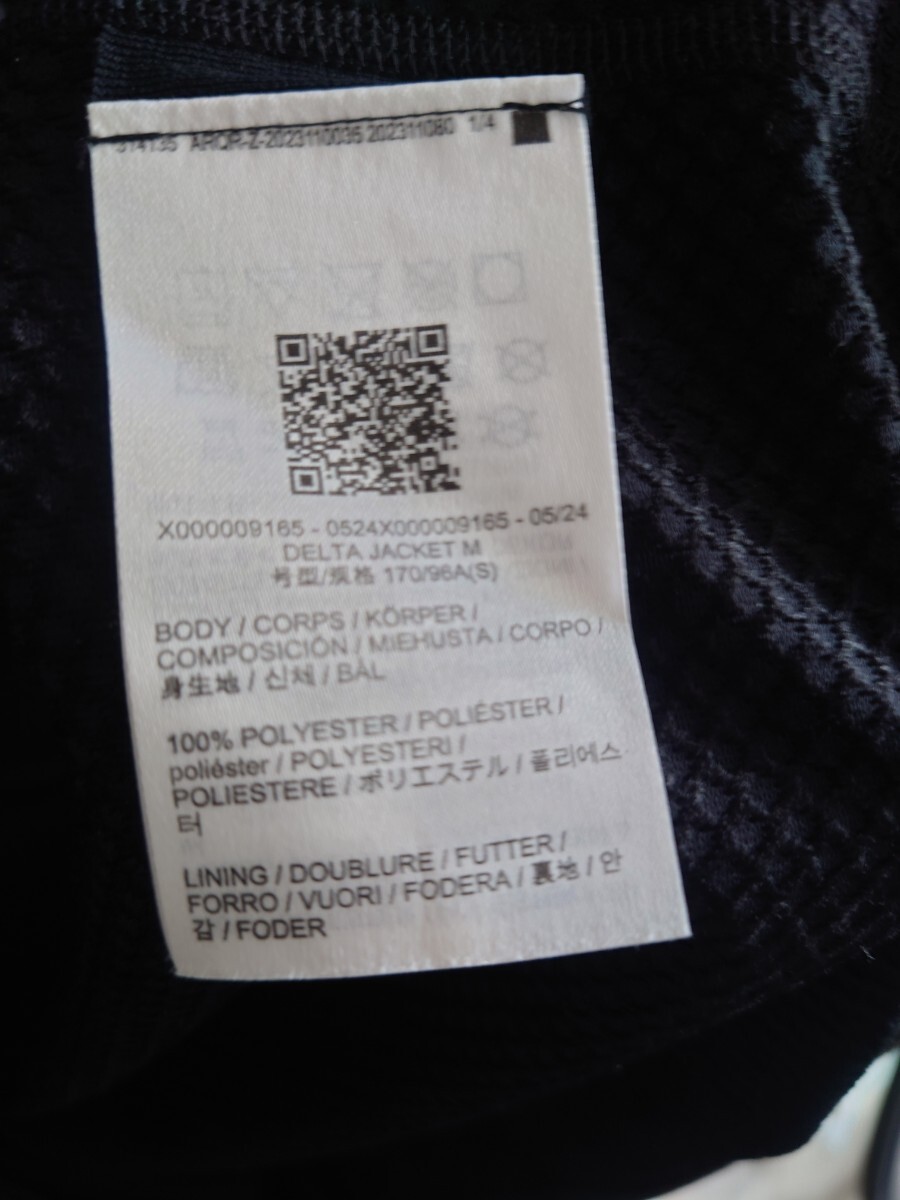 314135 ARQR-Z-2023110036 202311080 1/4
X000009165 - 0524X000009165 - 05/24
DELTA JACKET M
号型/规格 170/96A(S)
BODY / CORPS / KÖRPER /
COMPOSICIÓN / MIEHUSTA / CORPO /
身生地 / 신체 / BÅL
100% POLYESTER / POLIÉSTER /
poliéster / POLYESTERI /
POLIESTERE / ポリエステル / 폴리에스
터
LINING / DOUBLURE / FUTTER /
FORRO / VUORI / FODERA / 裏地 / 안
감 / FODER